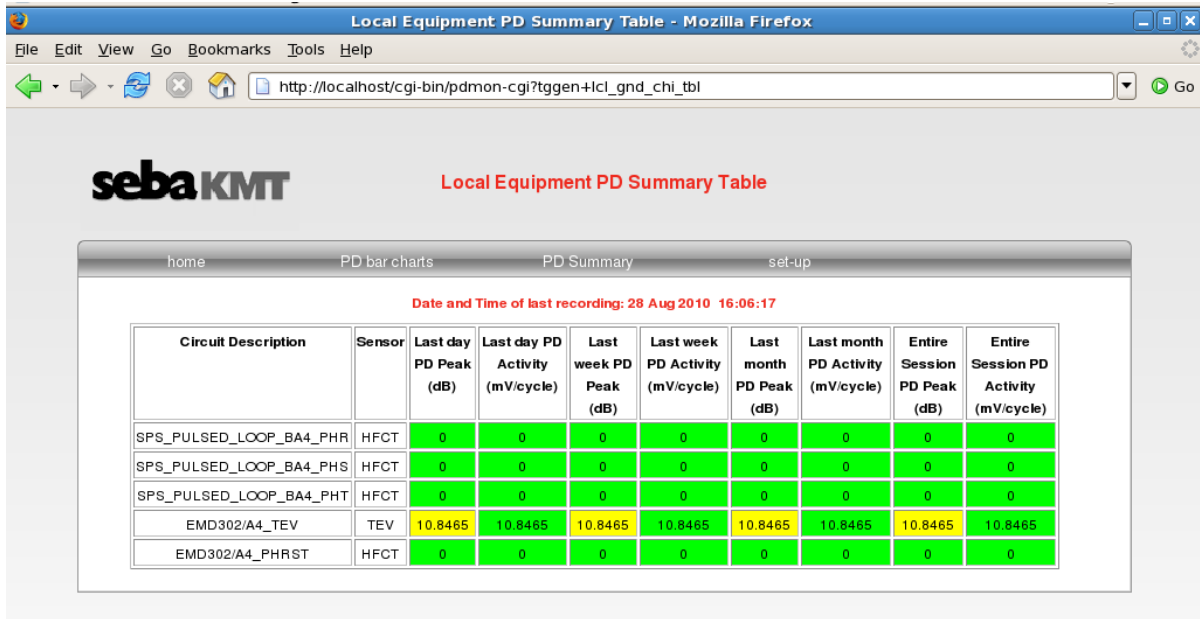 Local Equipment PD Summary Table - Mozilla Firefox
File Edit View Go Bookmarks Tools Help
http://localhost/cgi-bin/pdmon-cgi?tggen+lcl_gnd_chi_tbl Go
seba KMT
Local Equipment PD Summary Table
home PD bar charts PD Summary set-up
Date and Time of last recording: 28 Aug 2010 16:06:17
Circuit Description Sensor Last day PD Peak (dB) Last day PD Activity (mV/cycle) Last week PD Peak (dB) Last week PD Activity (mV/cycle) Last month PD Peak (dB) Last month PD Activity (mV/cycle) Entire Session PD Peak (dB) Entire Session PD Activity (mV/cycle)
SPS_PULSED_LOOP_BA4_PHR HFCT 0 0 0 0 0 0 0 0
SPS_PULSED_LOOP_BA4_PHS HFCT 0 0 0 0 0 0 0 0
SPS_PULSED_LOOP_BA4_PHT HFCT 0 0 0 0 0 0 0 0
EMD302/A4_TEV TEV 10.8465 10.8465 10.8465 10.8465 10.8465 10.8465 10.8465 10.8465
EMD302/A4_PHRST HFCT 0 0 0 0 0 0 0 0